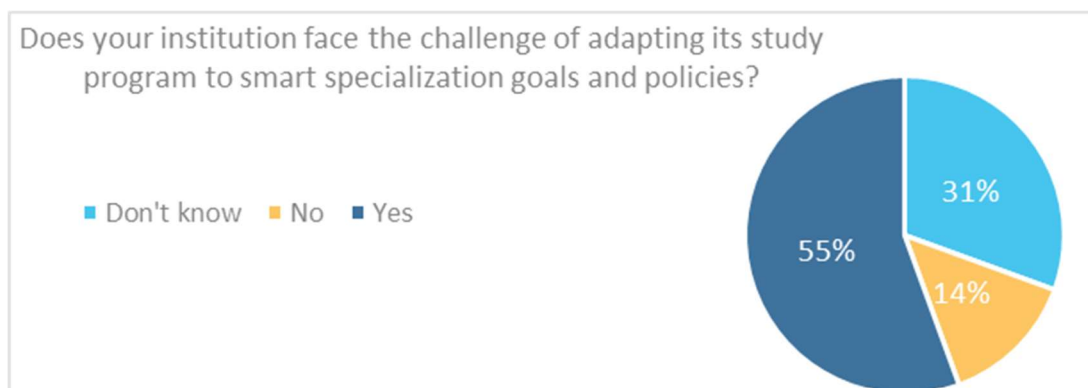 Does your institution face the challenge of adapting its study
program to smart specialization goals and policies?
Don't know No Yes
31%
55%
14%